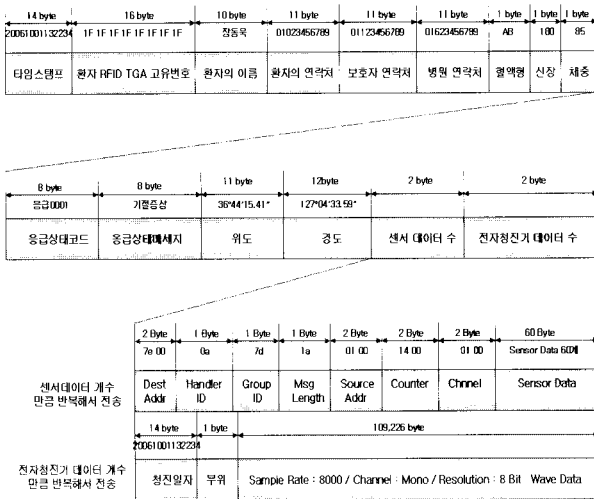 14 byte 16 byte 10 byte 11 byte 11 byte 11 byte 1 byte 1 byte 1 byte
20061001132234 1F 1F 1F 1F 1F 1F 1F 1F 장동욱 01023456789 01123456789 01623456789 AB 180 85
타임스탬프 환자 RFID TGA 고유번호 환자의 이름 환자의 연락처 보호자 연락처 병원 연락처 혈액형 신장 체중
8 byte 8 byte 11 byte 12byte 2 byte 2 byte
응급0001 기절증상 36°44'15.41" 127°04'33.59"
응급상태코드 응급상태메세지 위도 경도 센서 데이터 수 전자청진기 데이터 수
2 Byte 1 Byte 1 Byte 1 Byte 2 Byte 2 Byte 2 Byte 60 Byte
7e 00 0a 7d 1a 01 00 14 00 01 00 Sensor Data 60개
센서데이터 개수
만큼 반복해서 전송
Dest Addr Handler ID Group ID Msg Length Source Addr Counter Chnnel Sensor Data
14 byte 1 byte 109,226 byte
20061001132234
전자청진기 데이터 개수
만큼 반복해서 전송
청진일자 부위 Sample Rate : 8000 / Channel : Mono / Resolution : 8 Bit Wave Data